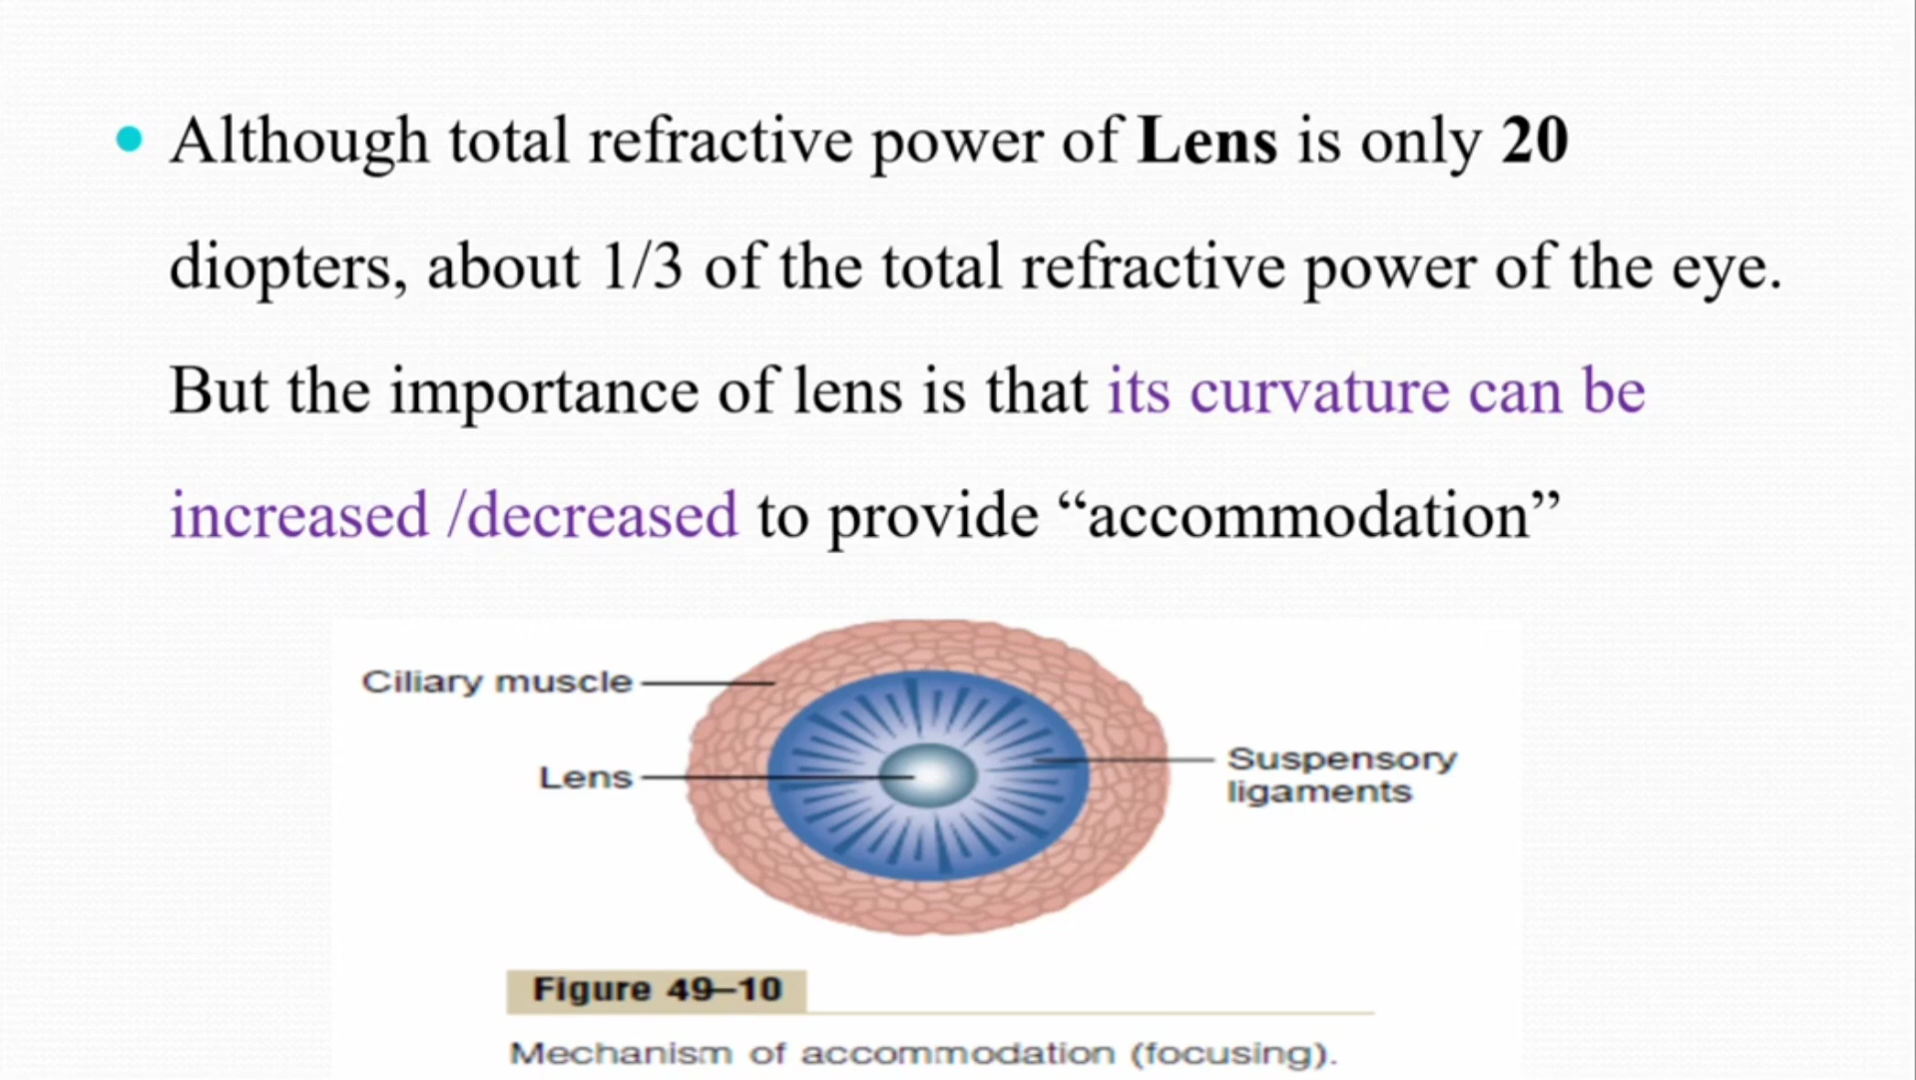 Although total refractive power of Lens is only 20
diopters, about 1/3 of the total refractive power of the eye.
But the importance of lens is that its curvature can be
increased /decreased to provide “accommodation”
Ciliary muscle
Lens
Suspensory
ligaments
Figure 49–10
Mechanism of accommodation (focusing).